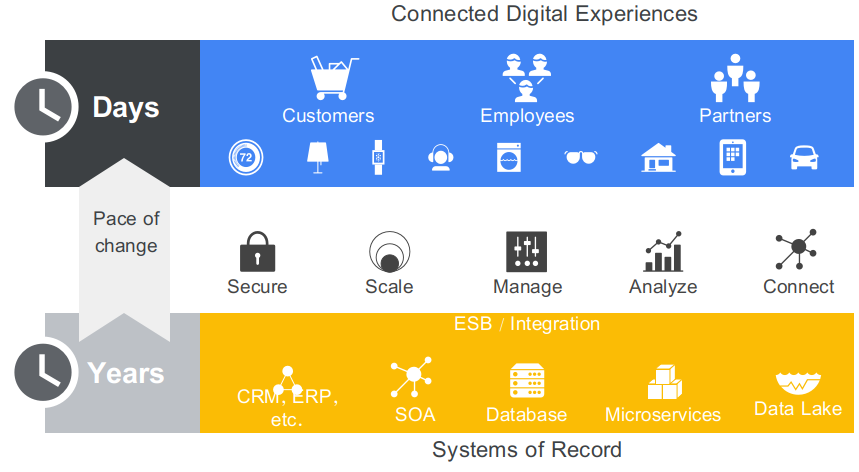 Connected Digital Experiences
Days
Customers
Employees
Partners
72
Pace of
change
Secure
Scale
Manage
Analyze
Connect
ESB / Integration
Years
CRM, ERP,
etc.
SOA
Database
Microservices
Data Lake
Systems of Record